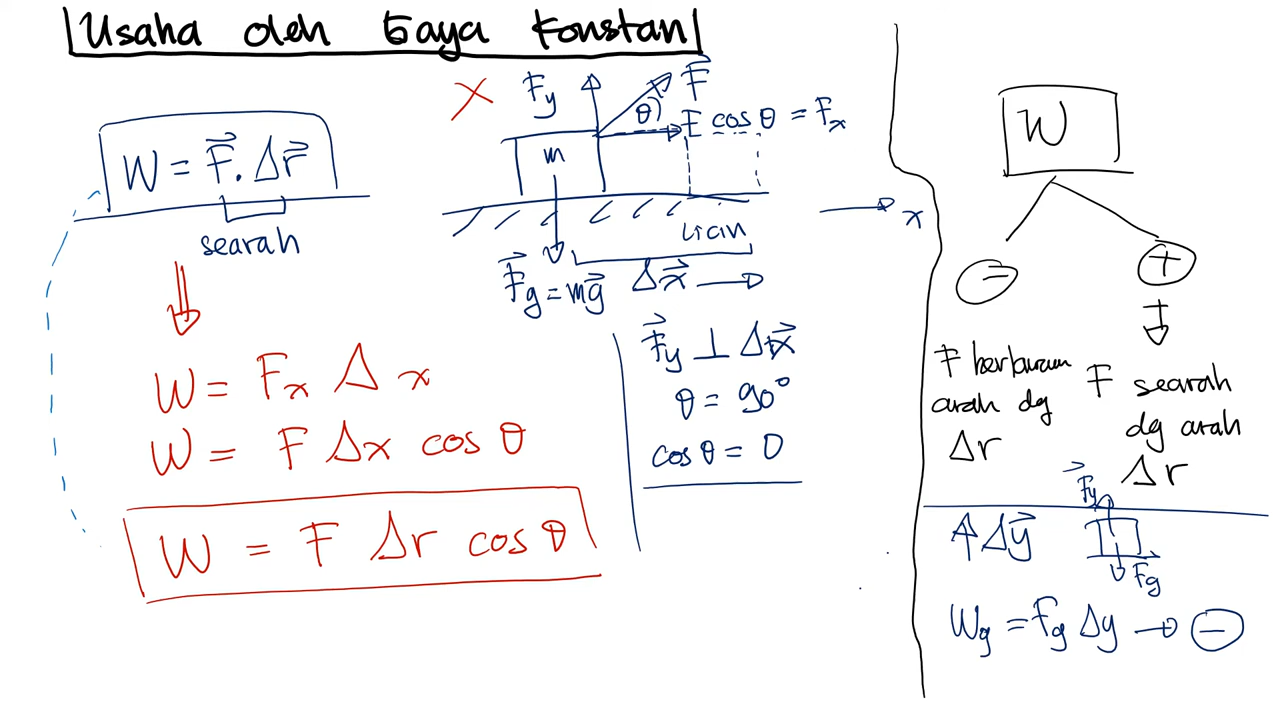 Usaha oleh Gaya Konstan
W = F⃗ . Δr⃗
searah
W = Fx Δx
W = F Δx cos θ
W = F Δr cos θ
Fy
F⃗
θ
F cos θ = Fx
m
licin
x
F⃗g = mg⃗
Δx⃗
F⃗y ⊥ Δx⃗
θ = 90°
cos θ = 0
W
−
+
F
arah dg
Δr
F searah
dg arah
Δr
Δy⃗
F⃗y
Fg
Wg = Fg Δy → −